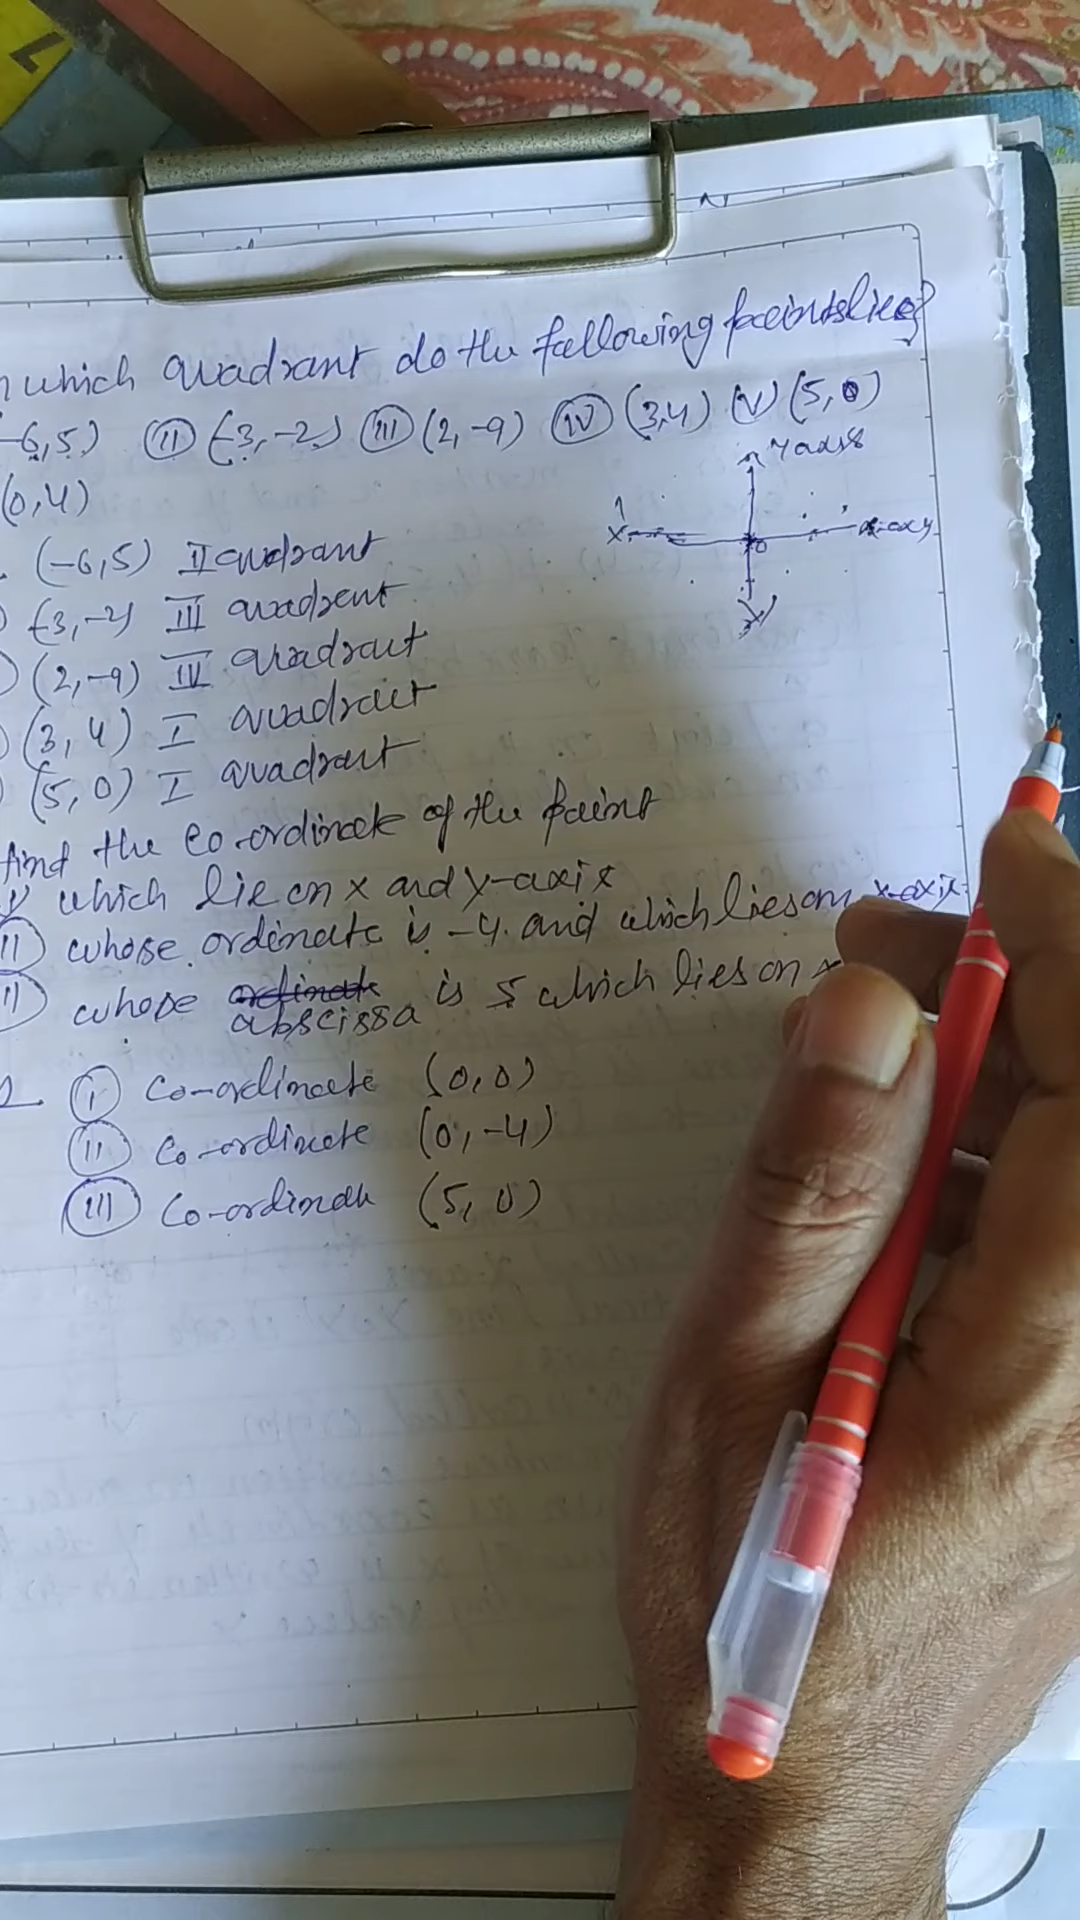 which quadrant do the following points lies?
-6,5) (II) (-3,-2) (III) (2,-9) (IV) (3,4) (V) (5,0)
(0,4)
Y axis
X' x-axis
0
Y'
(-6,5) II quadrant
(-3,-2) III quadrent
(2,-9) IV quadrant
(3,4) I quadrant
(5,0) I quadrant
find the co-ordinate of the point
which lie on x and y-axis
(II) whose ordinate is -4. and which lies on x-axis
whose abscissa is 5 which lies on x
(I) Co-ordinate (0,0)
(II) Co-ordinate (0,-4)
(III) Co-ordinate (5,0)